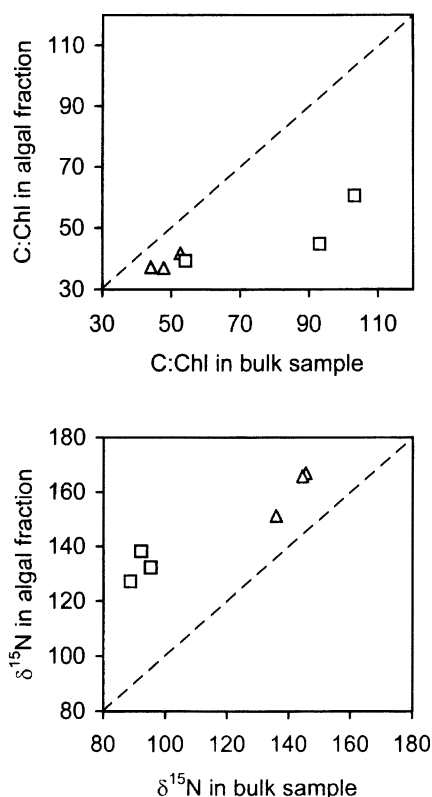 C:Chl in algal fraction
110
90
70
50
30
30 50 70 90 110
C:Chl in bulk sample
δ¹⁵N in algal fraction
180
160
140
120
100
80
80 100 120 140 160 180
δ¹⁵N in bulk sample